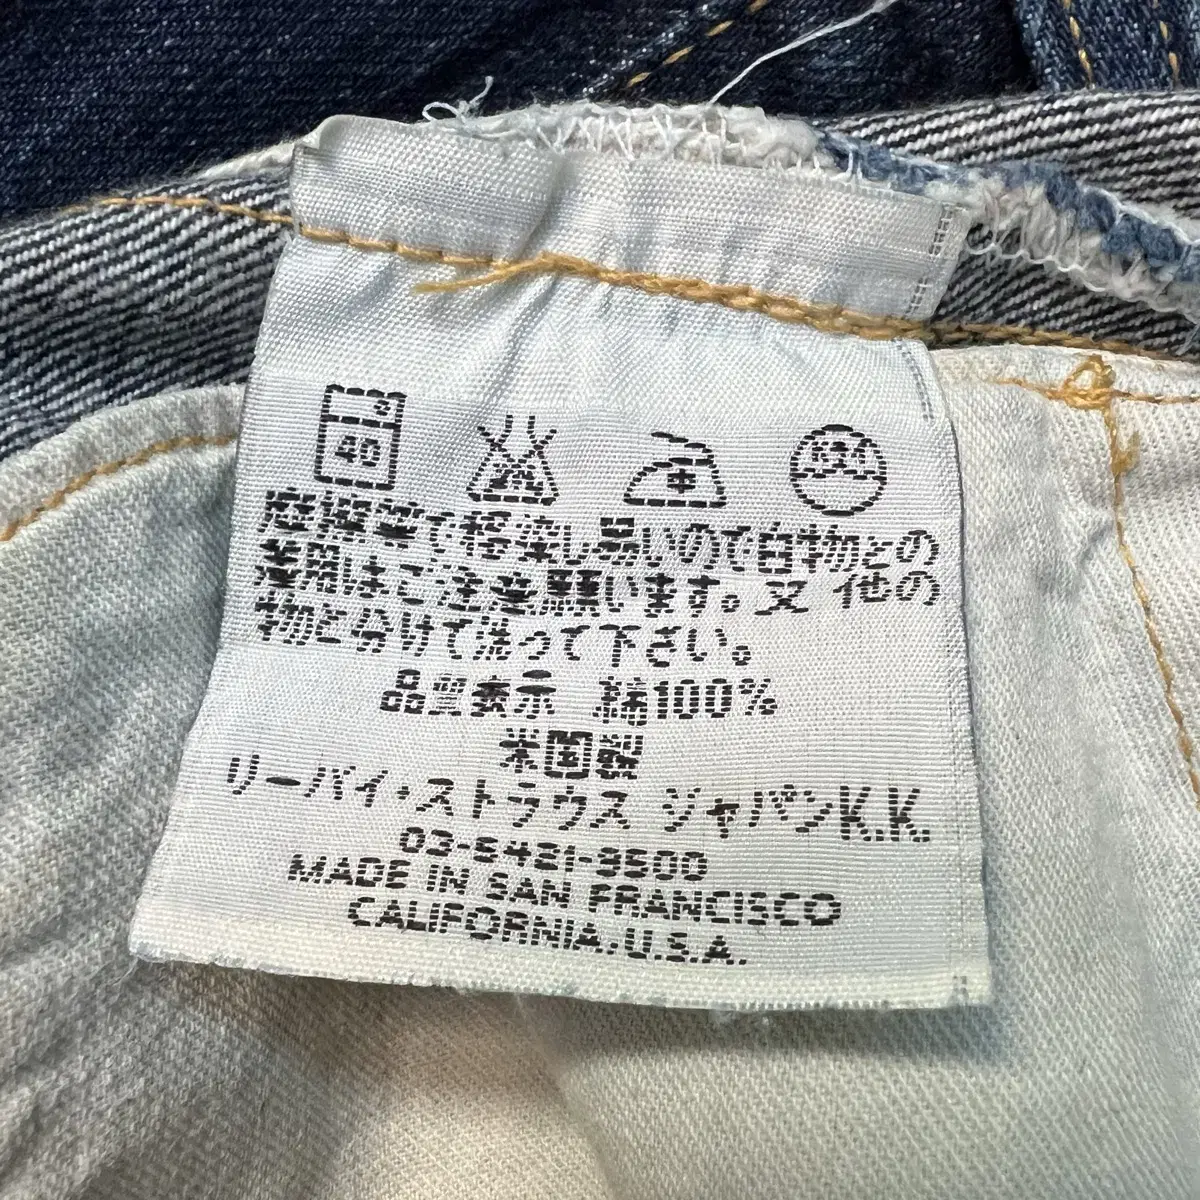 40
中
摩擦等で移染し易いので白物との
着用はご注意願います。又 他の
物と分けて洗って下さい。
品質表示 綿100%
米国製
リーバイ・ストラウス ジャパンK.K.
03-5421-3500
MADE IN SAN FRANCISCO
CALIFORNIA,U.S.A.